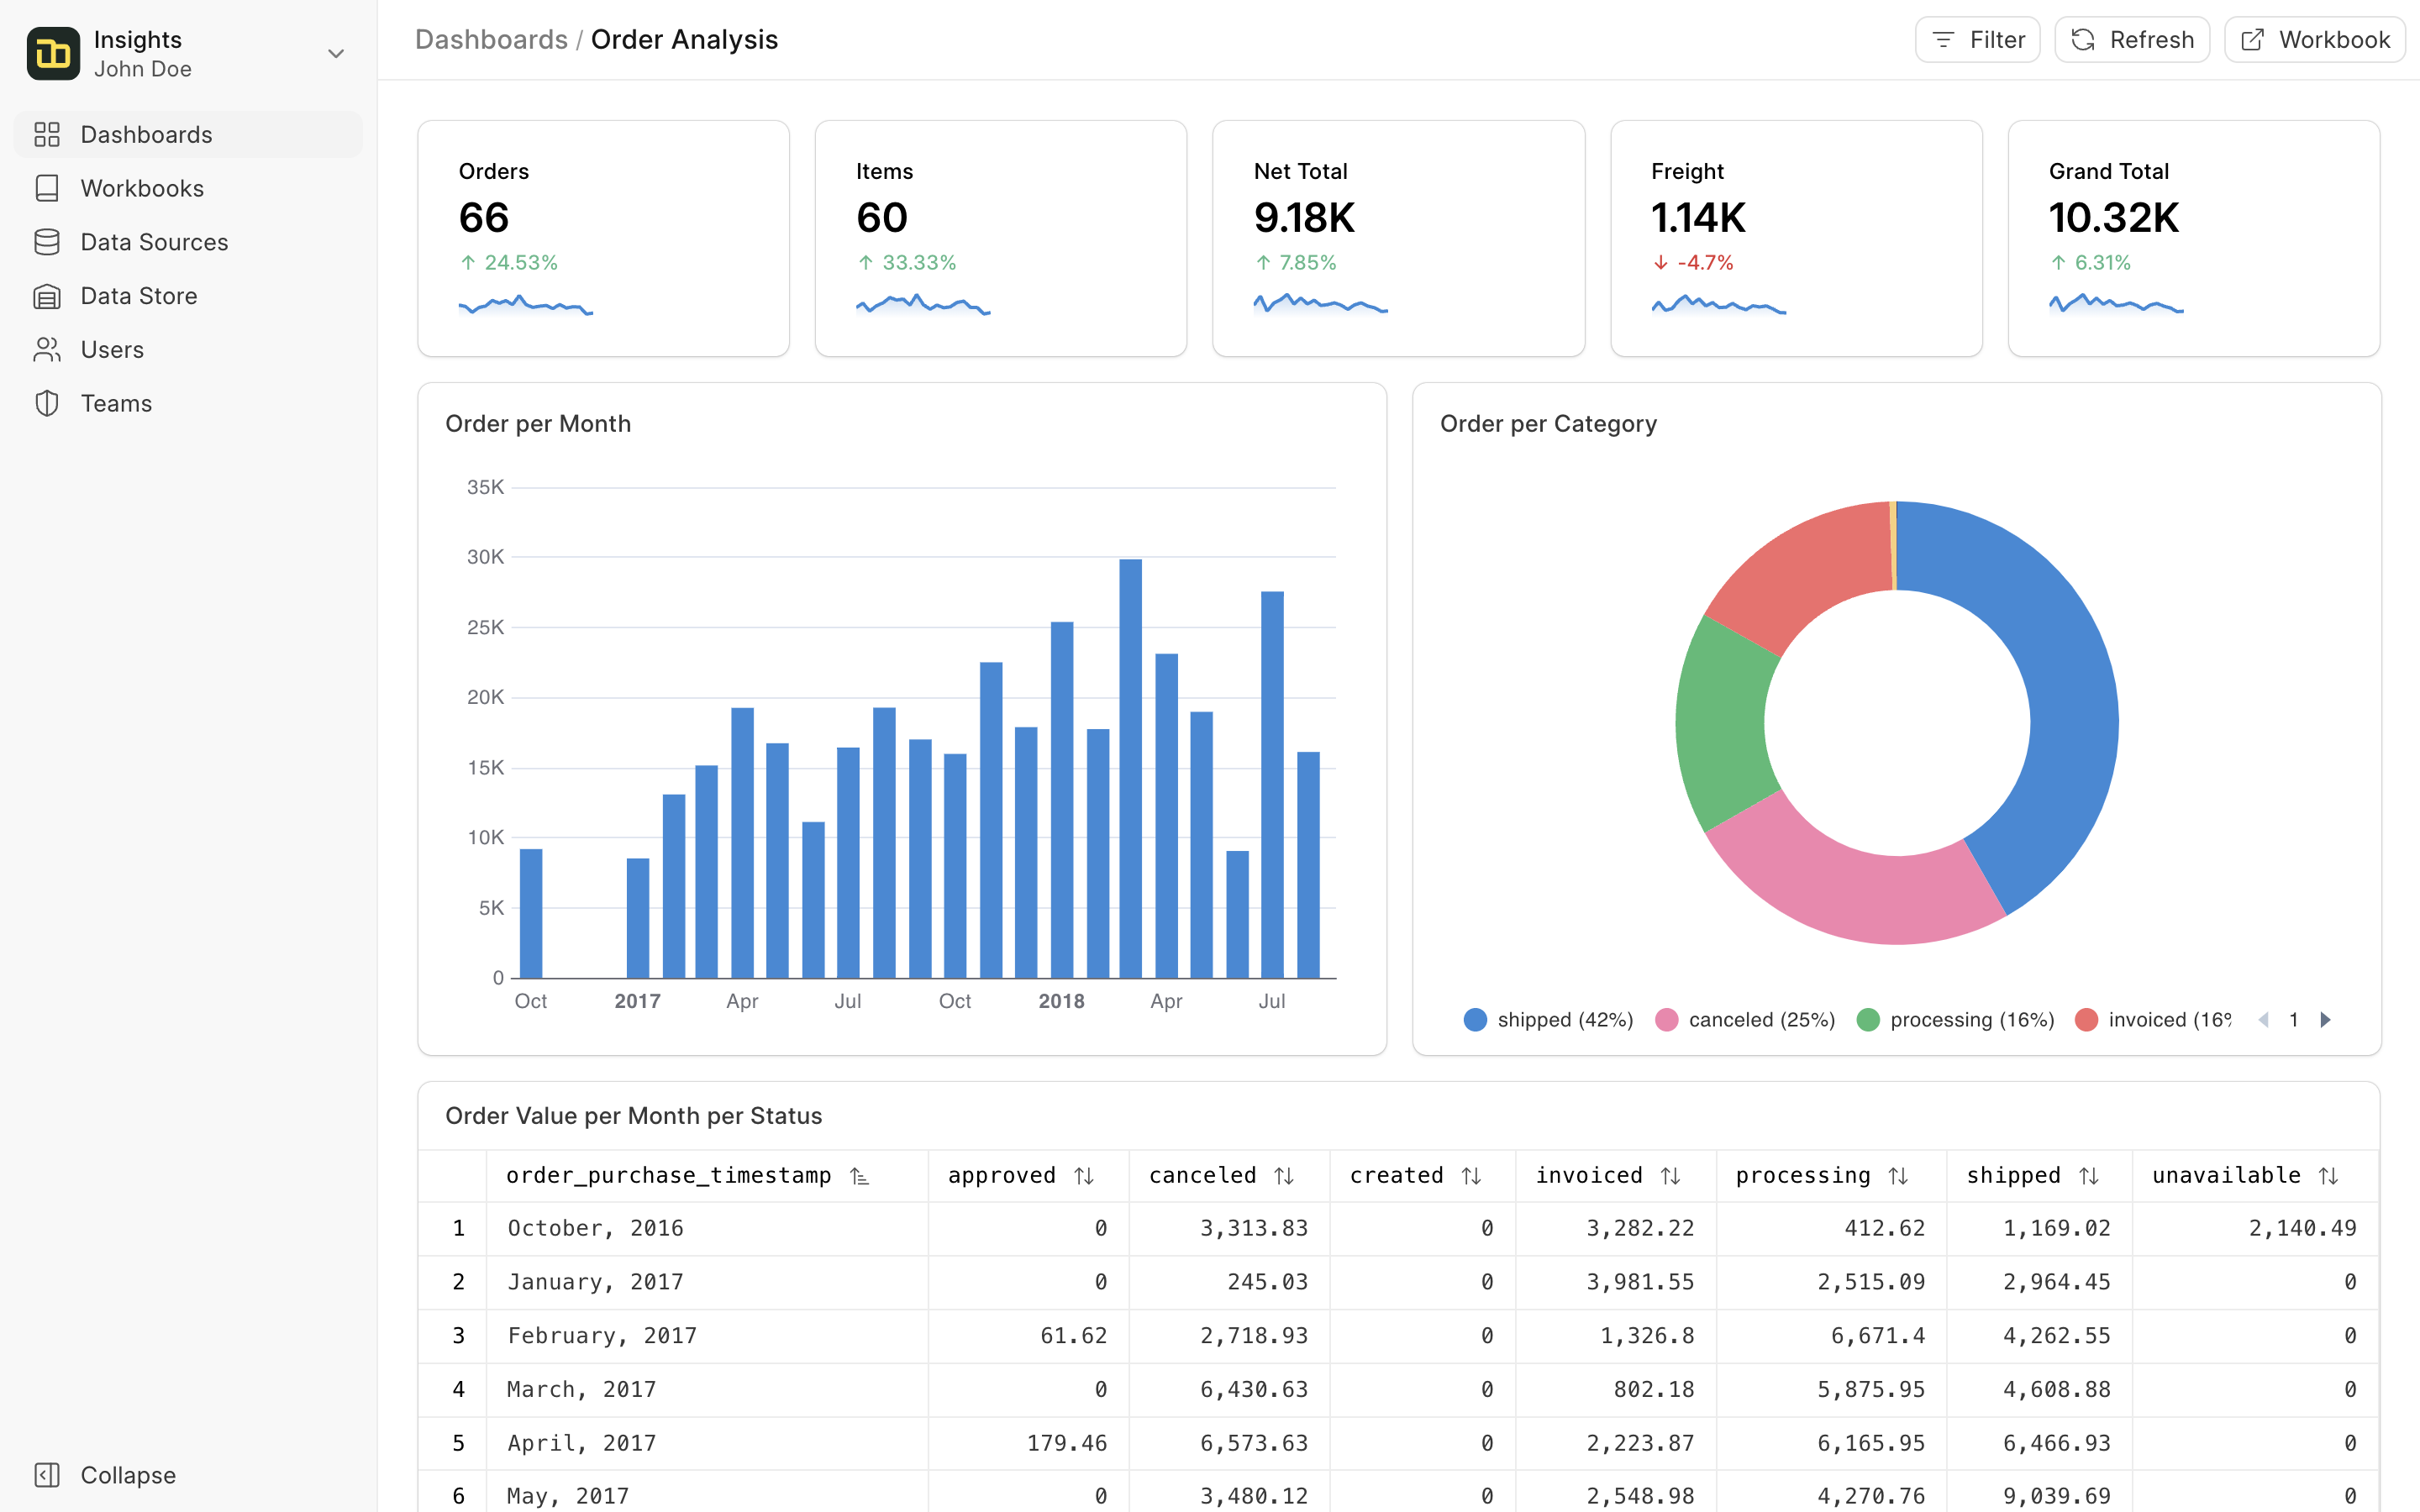 Insights
John Doe
Dashboards
Workbooks
Data Sources
Data Store
Users
Teams
Collapse
Dashboards / Order Analysis
Filter
Refresh
Workbook
Orders
66
↑ 24.53%
Items
60
↑ 33.33%
Net Total
9.18K
↑ 7.85%
Freight
1.14K
↓ -4.7%
Grand Total
10.32K
↑ 6.31%
Order per Month
35K
30K
25K
20K
15K
10K
5K
0
Oct 2017 Apr Jul Oct 2018 Apr Jul
Order per Category
shipped (42%) canceled (25%) processing (16%) invoiced (16% 1
Order Value per Month per Status
order_purchase_timestamp approved canceled created invoiced processing shipped unavailable
1 October, 2016 0 3,313.83 0 3,282.22 412.62 1,169.02 2,140.49
2 January, 2017 0 245.03 0 3,981.55 2,515.09 2,964.45 0
3 February, 2017 61.62 2,718.93 0 1,326.8 6,671.4 4,262.55 0
4 March, 2017 0 6,430.63 0 802.18 5,875.95 4,608.88 0
5 April, 2017 179.46 6,573.63 0 2,223.87 6,165.95 6,466.93 0
6 May, 2017 0 3,480.12 0 2,548.98 4,270.76 9,039.69 0